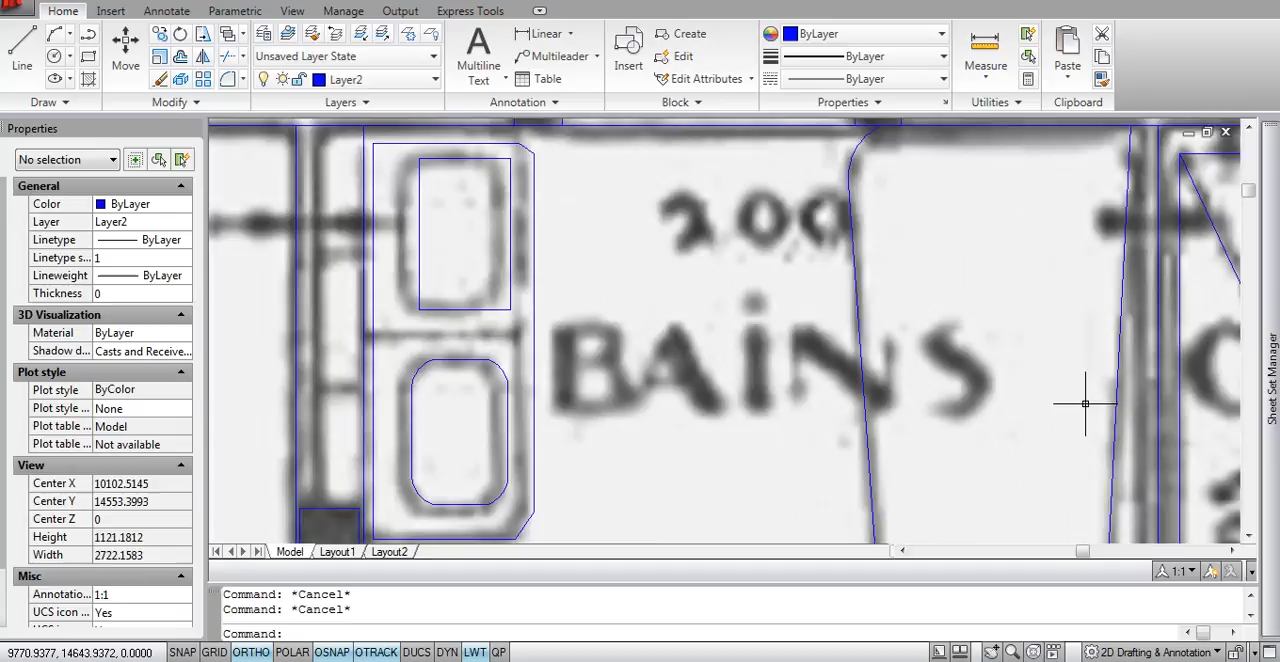 Home Insert Annotate Parametric View Manage Output Express Tools
Line Move Unsaved Layer State Layer2 Multiline Text Linear Multileader Table Insert Create Edit Edit Attributes ByLayer ByLayer ByLayer Measure Paste
Draw Modify Layers Annotation Block Properties Utilities Clipboard
Properties
No selection
General
Color ByLayer
Layer Layer2
Linetype ByLayer
Linetype s... 1
Lineweight ByLayer
Thickness 0
3D Visualization
Material ByLayer
Shadow d... Casts and Receive...
Plot style
Plot style ByColor
Plot style ... None
Plot table ... Model
Plot table ... Not available
View
Center X 10102.5145
Center Y 14553.3993
Center Z 0
Height 1121.1812
Width 2722.1583
Misc
Annotatio... 1:1
UCS icon ... Yes
200
BAiNS
Sheet Set Manager
Model Layout1 Layout2
1:1
Command: *Cancel*
Command: *Cancel*
Command:
9770.9377, 14643.9372, 0.0000 SNAP GRID ORTHO POLAR OSNAP OTRACK DUCS DYN LWT QP 2D Drafting & Annotation